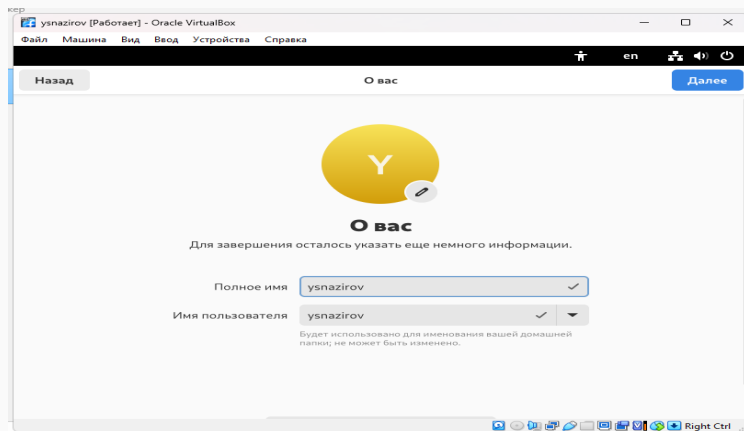 кер
ysnazirov [Работает] - Oracle VirtualBox
Файл Машина Вид Ввод Устройства Справка
en
Назад О вас Далее
Y
О вас
Для завершения осталось указать еще немного информации.
Полное имя ysnazirov
Имя пользователя ysnazirov
Будет использовано для именования вашей домашней
папки; не может быть изменено.
Right Ctrl